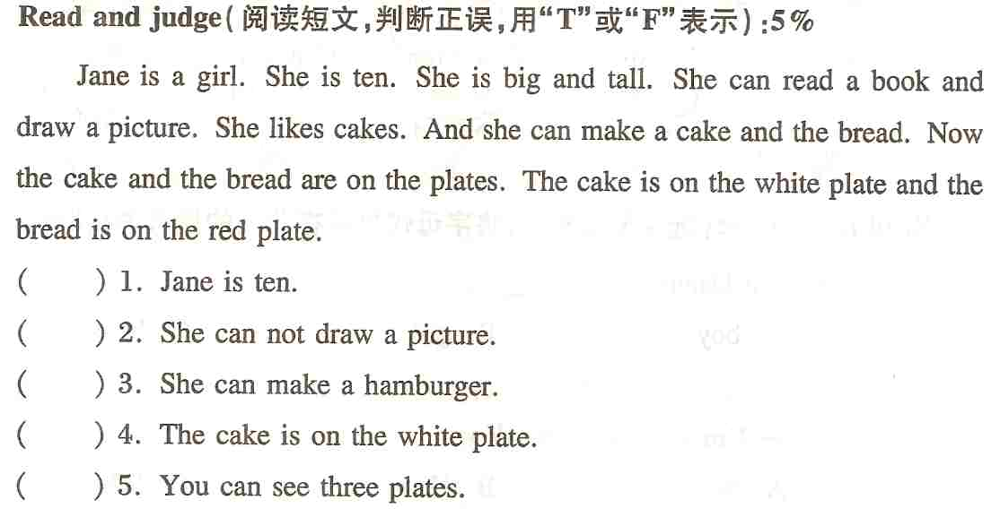 Read and judge(阅读短文,判断正误,用“T”或“F”表示):5%
Jane is a girl. She is ten. She is big and tall. She can read a book and
draw a picture. She likes cakes. And she can make a cake and the bread. Now
the cake and the bread are on the plates. The cake is on the white plate and the
bread is on the red plate.
( ) 1. Jane is ten.
( ) 2. She can not draw a picture.
( ) 3. She can make a hamburger.
( ) 4. The cake is on the white plate.
( ) 5. You can see three plates.